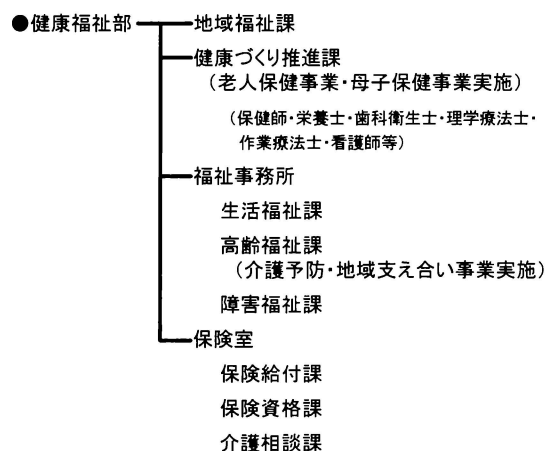 ●健康福祉部
地域福祉課
健康づくり推進課
（老人保健事業・母子保健事業実施）
（保健師・栄養士・歯科衛生士・理学療法士・
作業療法士・看護師等）
福祉事務所
生活福祉課
高齢福祉課
（介護予防・地域支え合い事業実施）
障害福祉課
保険室
保険給付課
保険資格課
介護相談課